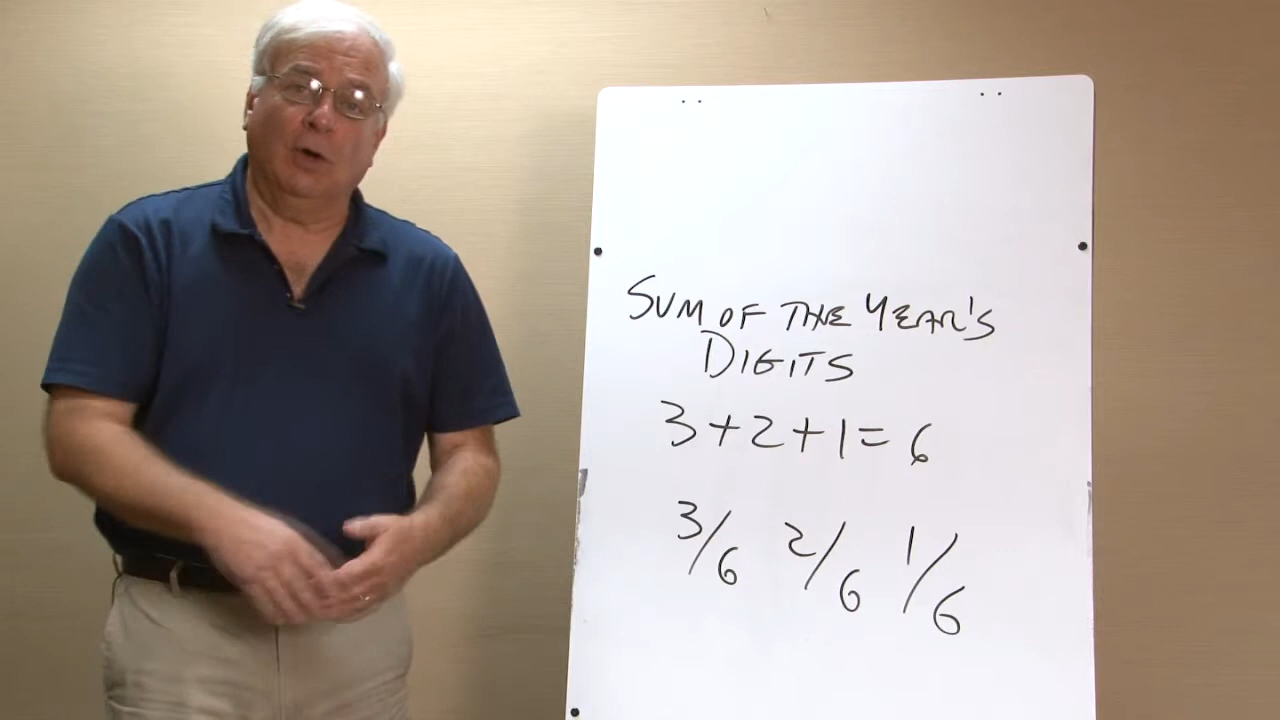 SUM OF THE YEAR'S
DIGITS
3+2+1=6
3/6 2/6 1/6